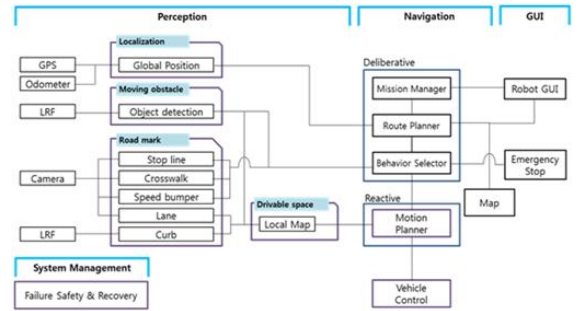 Perception
Navigation
GUI
Localization
GPS
Global Position
Odometer
Moving obstacle
LRF
Object detection
Road mark
Stop line
Camera
Crosswalk
Speed bumper
Lane
LRF
Curb
Drivable space
Local Map
Deliberative
Mission Manager
Robot GUI
Route Planner
Behavior Selector
Emergency
Stop
Map
Reactive
Motion
Planner
Vehicle
Control
System Management
Failure Safety & Recovery